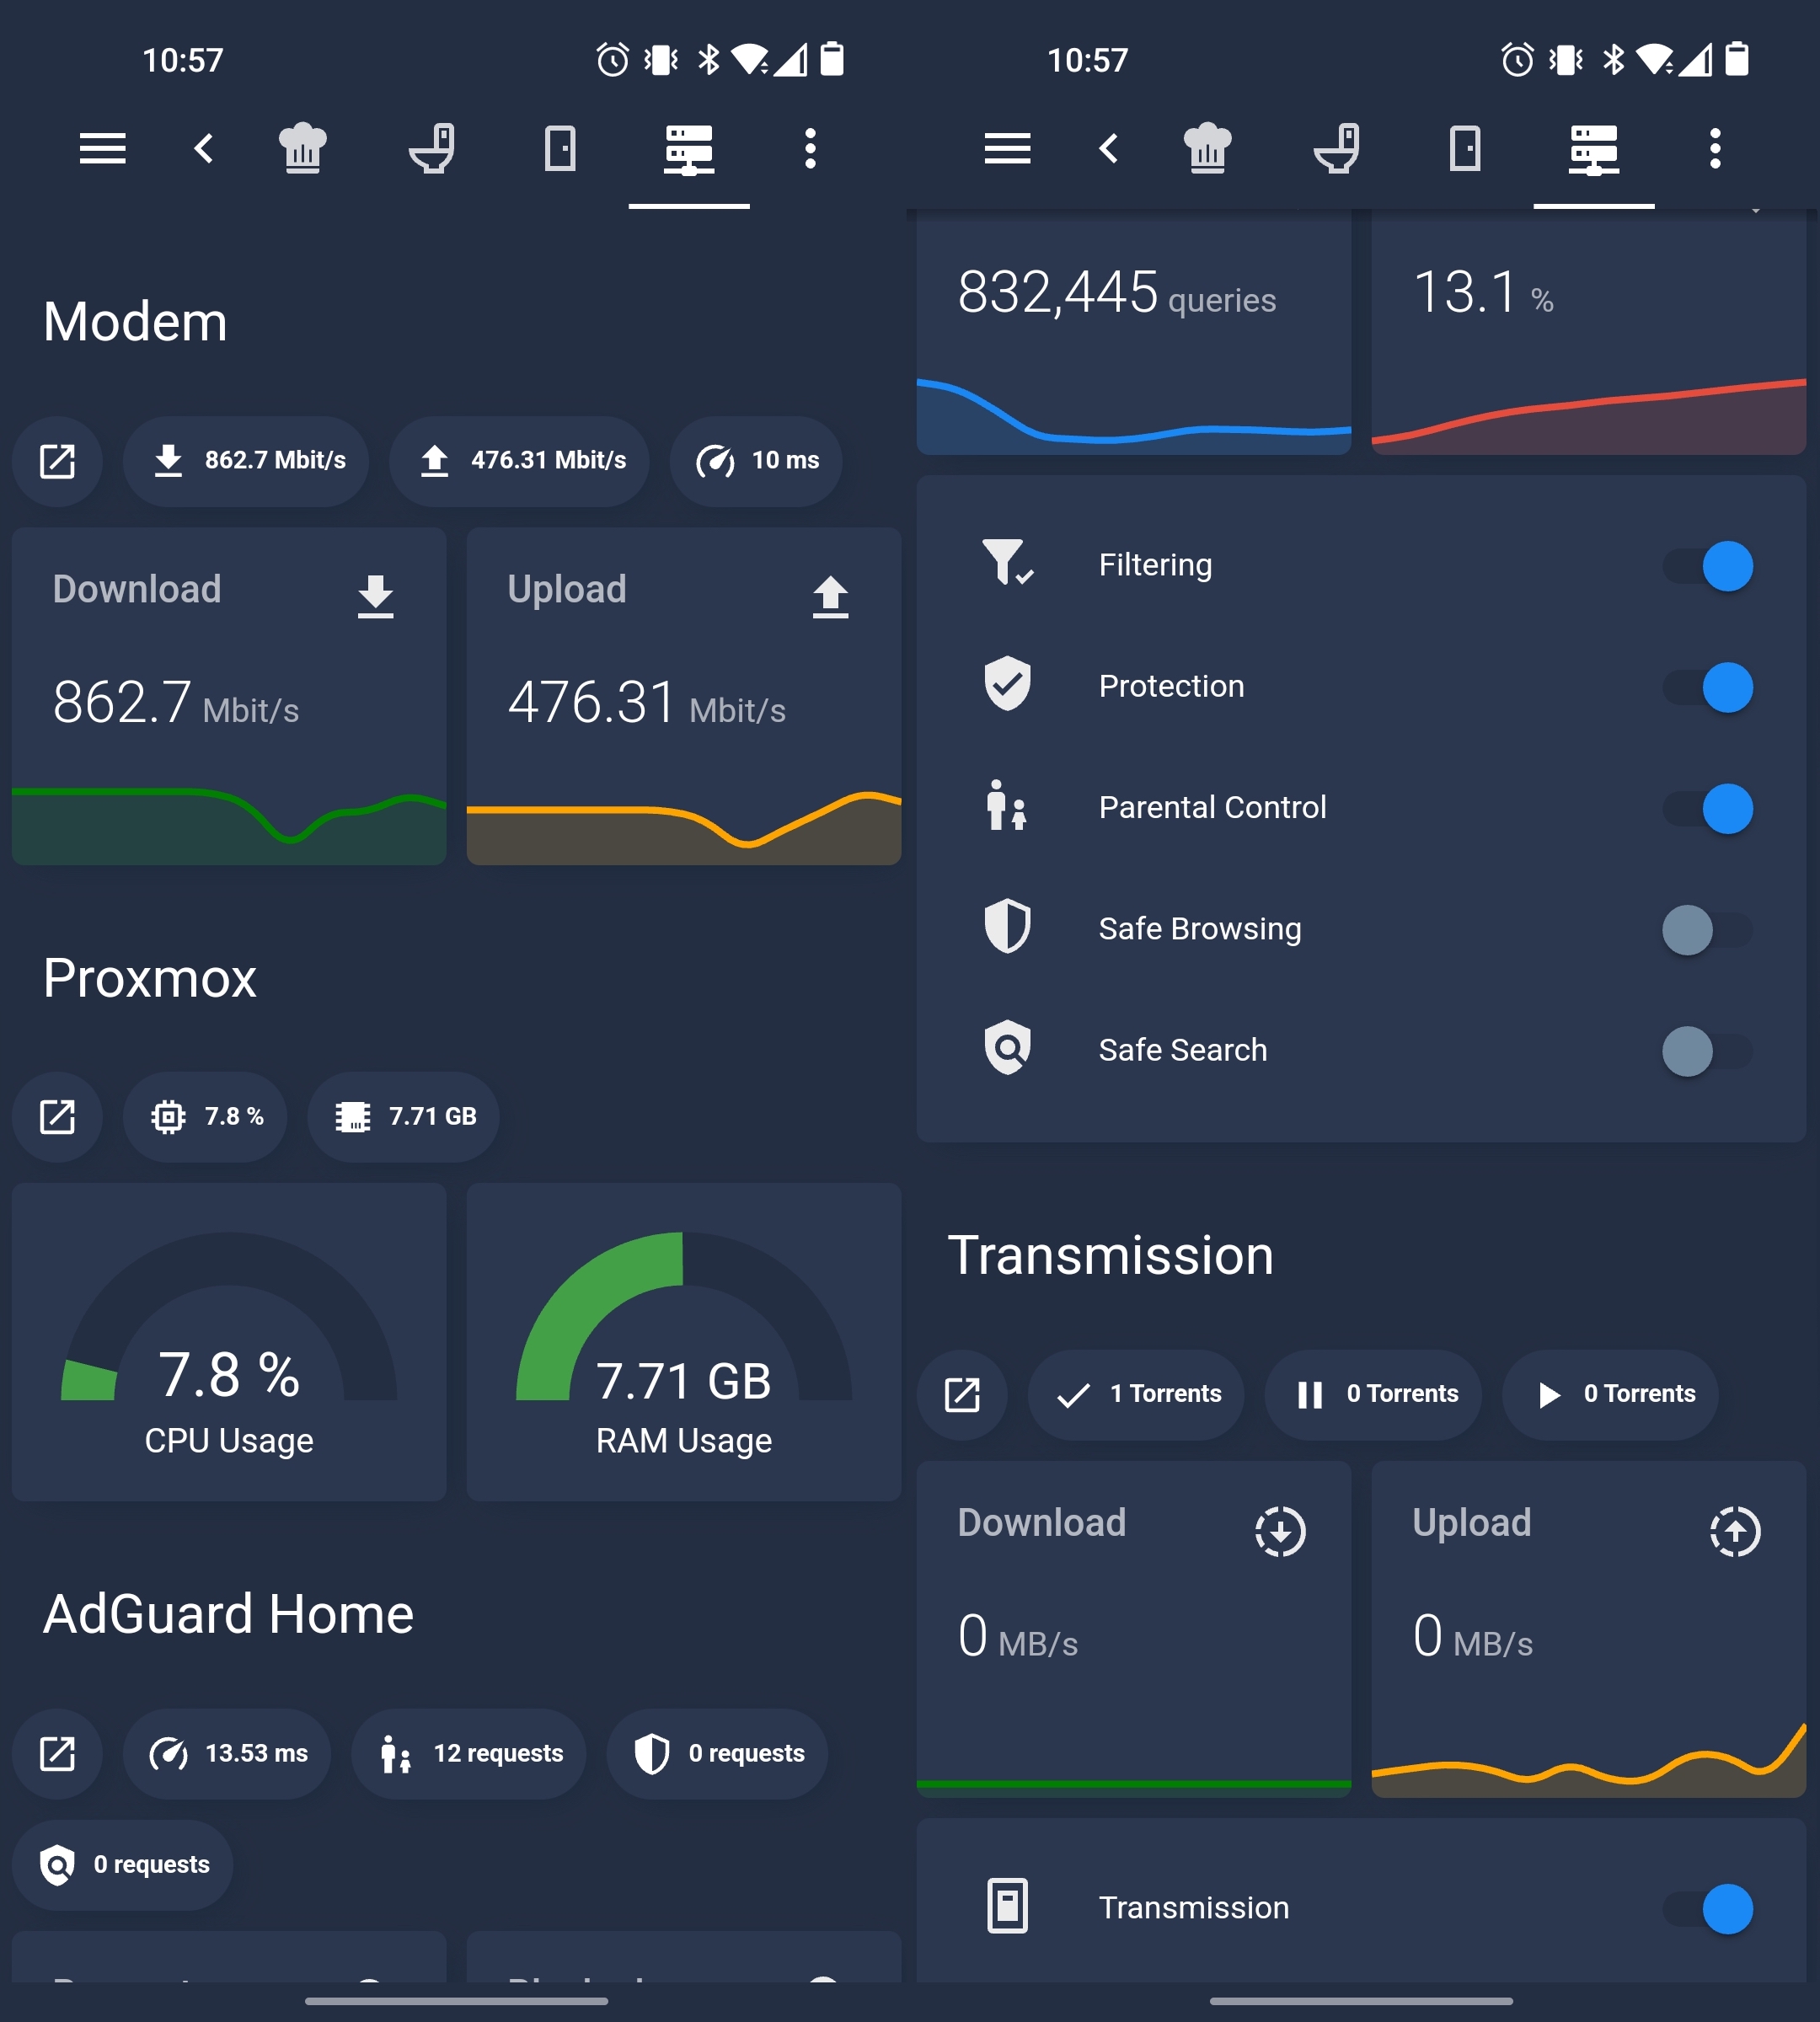 10:57
Modem
862.7 Mbit/s
476.31 Mbit/s
10 ms
Download
Upload
862.7 Mbit/s
476.31 Mbit/s
Proxmox
7.8 %
7.71 GB
7.8 %
CPU Usage
7.71 GB
RAM Usage
AdGuard Home
13.53 ms
12 requests
0 requests
0 requests
10:57
832,445 queries
13.1 %
Filtering
Protection
Parental Control
Safe Browsing
Safe Search
Transmission
1 Torrents
0 Torrents
0 Torrents
Download
Upload
0 MB/s
0 MB/s
Transmission